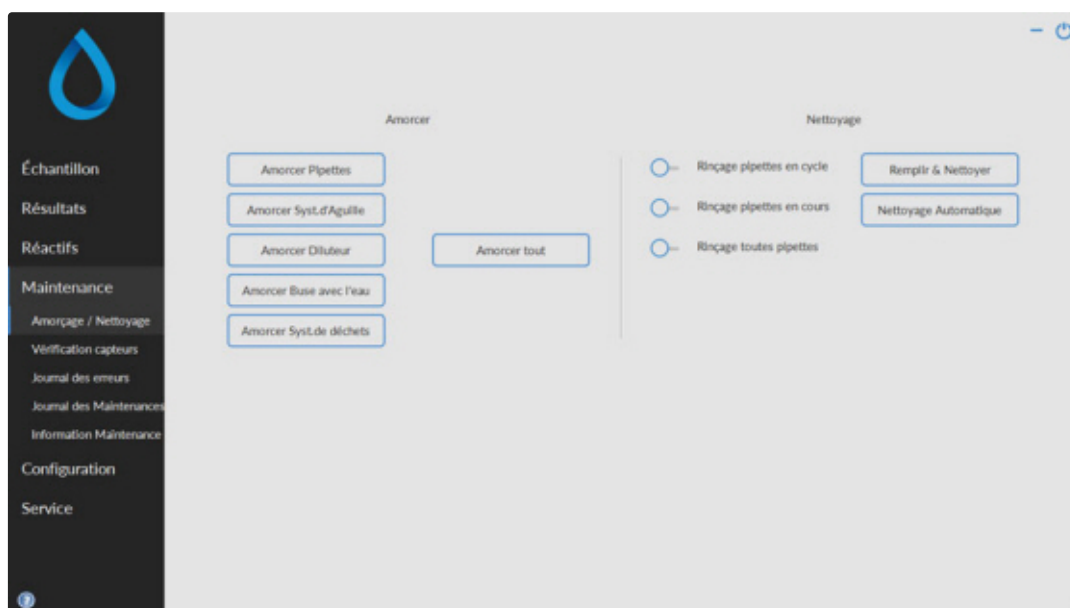 Échantillon
Résultats
Réactifs
Maintenance
Amorçage / Nettoyage
Vérification capteurs
Journal des erreurs
Journal des Maintenances
Information Maintenance
Configuration
Service
?
Amorcer
Amorcer Pipettes
Amorcer Syst.d'Aguille
Amorcer Diluteur
Amorcer tout
Amorcer Buse avec l'eau
Amorcer Syst.de déchets
Nettoyage
Rinçage pipettes en cycle
Remplir & Nettoyer
Rinçage pipettes en cours
Nettoyage Automatique
Rinçage toutes pipettes